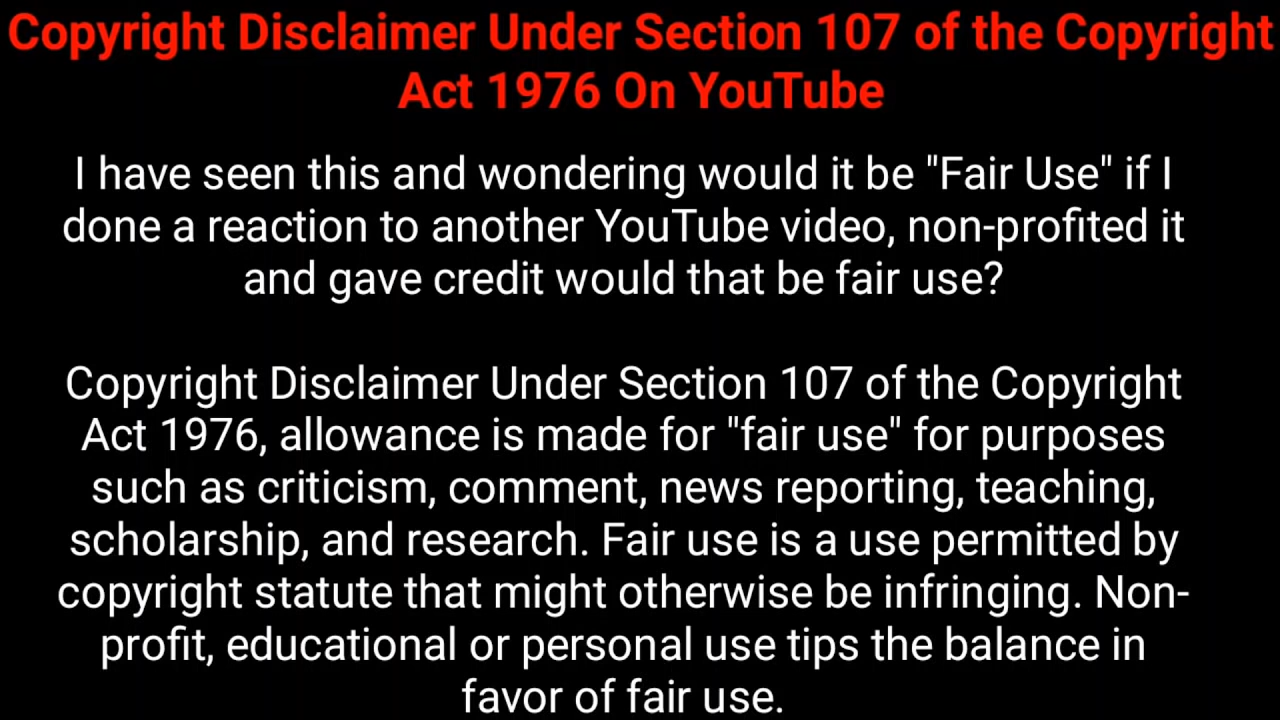 Copyright Disclaimer Under Section 107 of the Copyright
Act 1976 On YouTube
I have seen this and wondering would it be "Fair Use" if I
done a reaction to another YouTube video, non-profited it
and gave credit would that be fair use?
Copyright Disclaimer Under Section 107 of the Copyright
Act 1976, allowance is made for "fair use" for purposes
such as criticism, comment, news reporting, teaching,
scholarship, and research. Fair use is a use permitted by
copyright statute that might otherwise be infringing. Non-
profit, educational or personal use tips the balance in
favor of fair use.